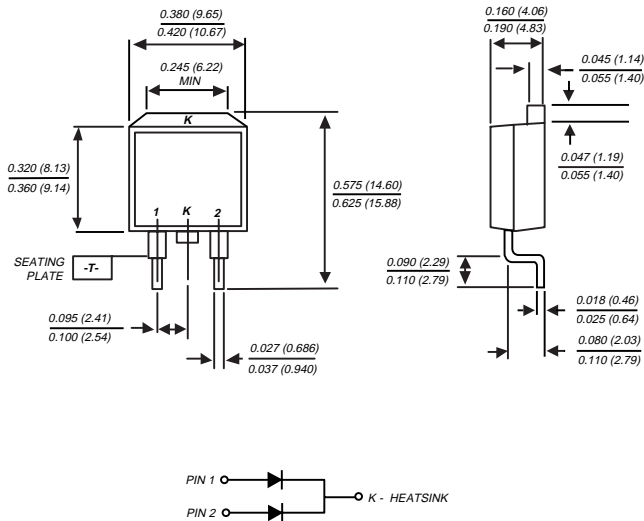 0.380 (9.65)
0.420 (10.67)
0.245 (6.22)
MIN
K
0.320 (8.13)
0.360 (9.14)
0.575 (14.60)
0.625 (15.88)
1 K 2
SEATING
PLATE
-T-
0.095 (2.41)
0.100 (2.54)
0.027 (0.686)
0.037 (0.940)
0.160 (4.06)
0.190 (4.83)
0.045 (1.14)
0.055 (1.40)
0.047 (1.19)
0.055 (1.40)
0.090 (2.29)
0.110 (2.79)
0.018 (0.46)
0.025 (0.64)
0.080 (2.03)
0.110 (2.79)
PIN 1
K - HEATSINK
PIN 2